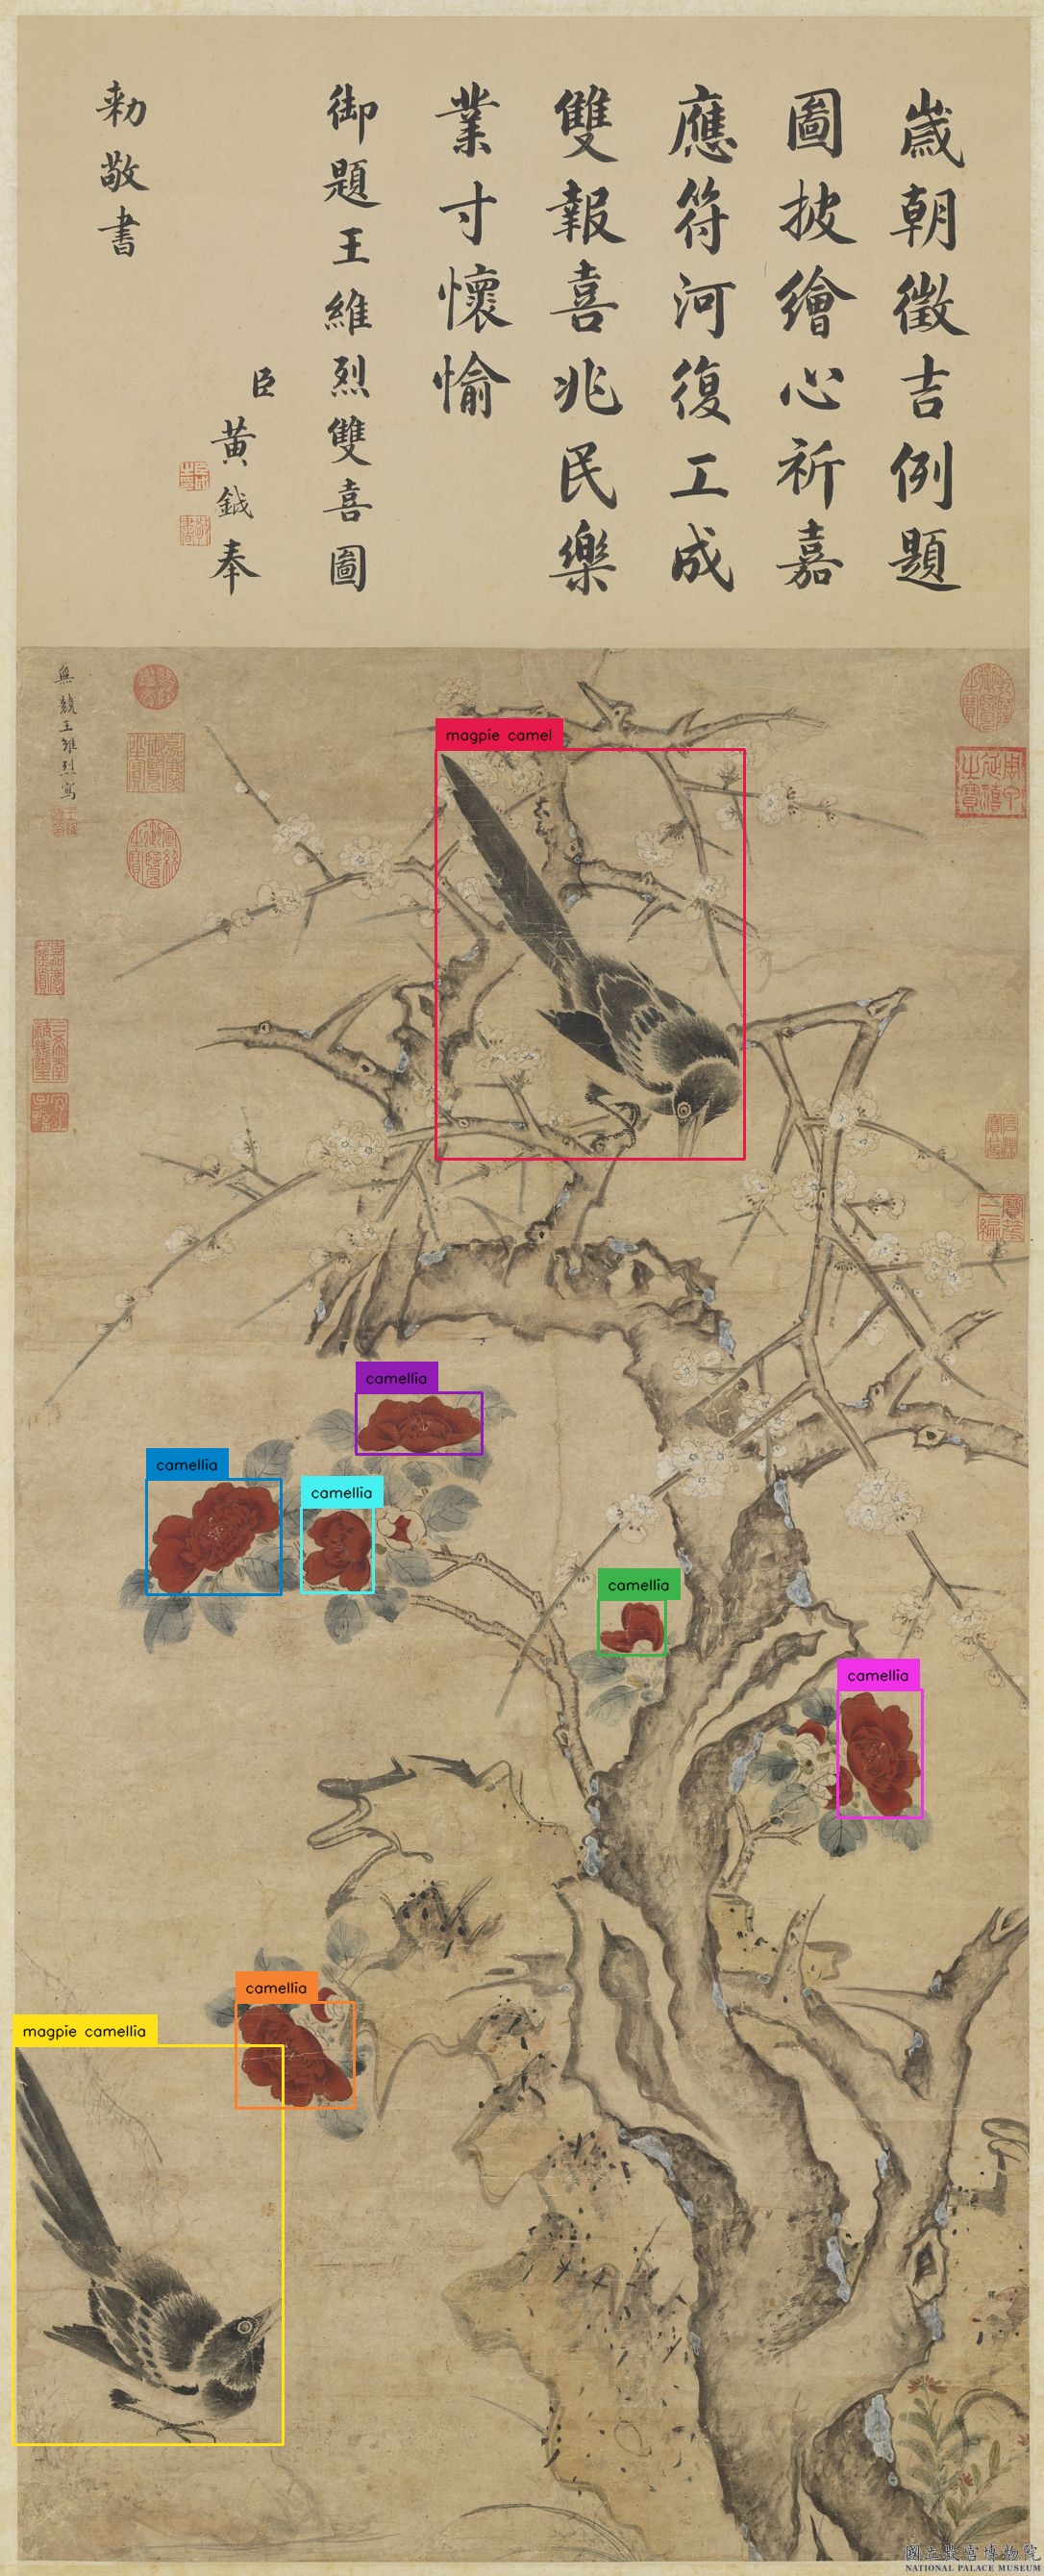 歲朝徵吉例題
圖披繪心祈嘉
應符河復工成
雙報喜兆民樂
業寸懷愉
御題王維烈雙喜圖
臣
黃鉞奉
勅敬書
無競王維烈寫
magpie camel
camellia
camellia
camellia
camellia
camellia
camellia
magpie camellia
國立故宮博物院
NATIONAL PALACE MUSEUM